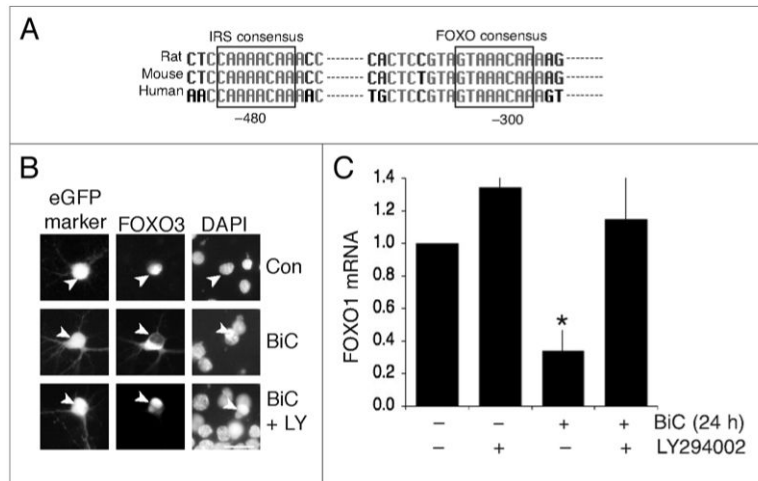 A
IRS consensus FOXO consensus
Rat CTCCAAAACAAACC CACTCCGTAGTAAACAAAAG
Mouse CTCCAAAACAAACC CACTCTGTAGTAAACAAAAG
Human AACCAAAACAAAAC TGCTCCGTAGTAAACAAAGT
–480 –300
B
eGFP marker FOXO3 DAPI
Con
BiC
BiC + LY
C
FOXO1 mRNA
1.4
1.2
1.0
0.8
0.6
0.4
0.2
0.0
*
– – + + BiC (24 h)
– + – + LY294002